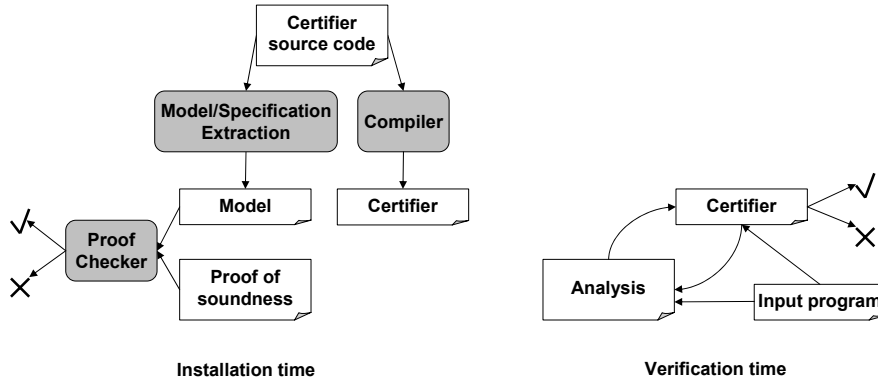 Certifier
source code
Model/Specification
Extraction
Compiler
Model
Certifier
Proof
Checker
Proof of
soundness
Installation time
Certifier
Analysis
Input program
Verification time